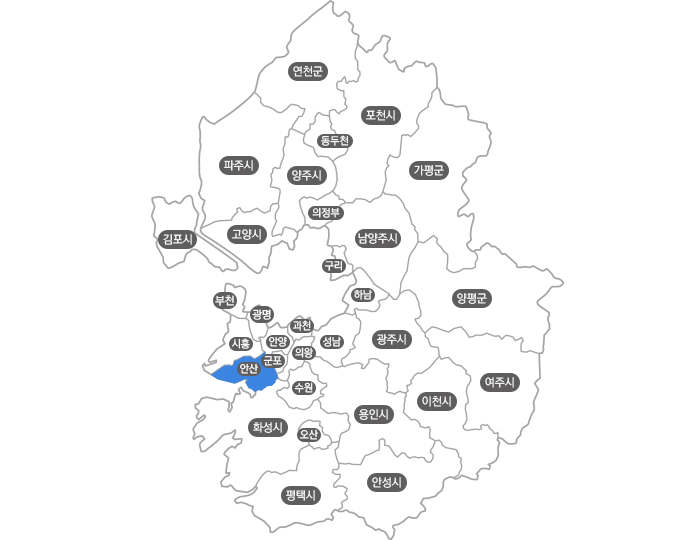 연천군
포천시
동두천
파주시
양주시
가평군
의정부
고양시
김포시
남양주시
구리
하남
양평군
부천
광명
과천
시흥
안양
성남
광주시
의왕
군포
안산
여주시
수원
이천시
용인시
화성시
오산
안성시
평택시